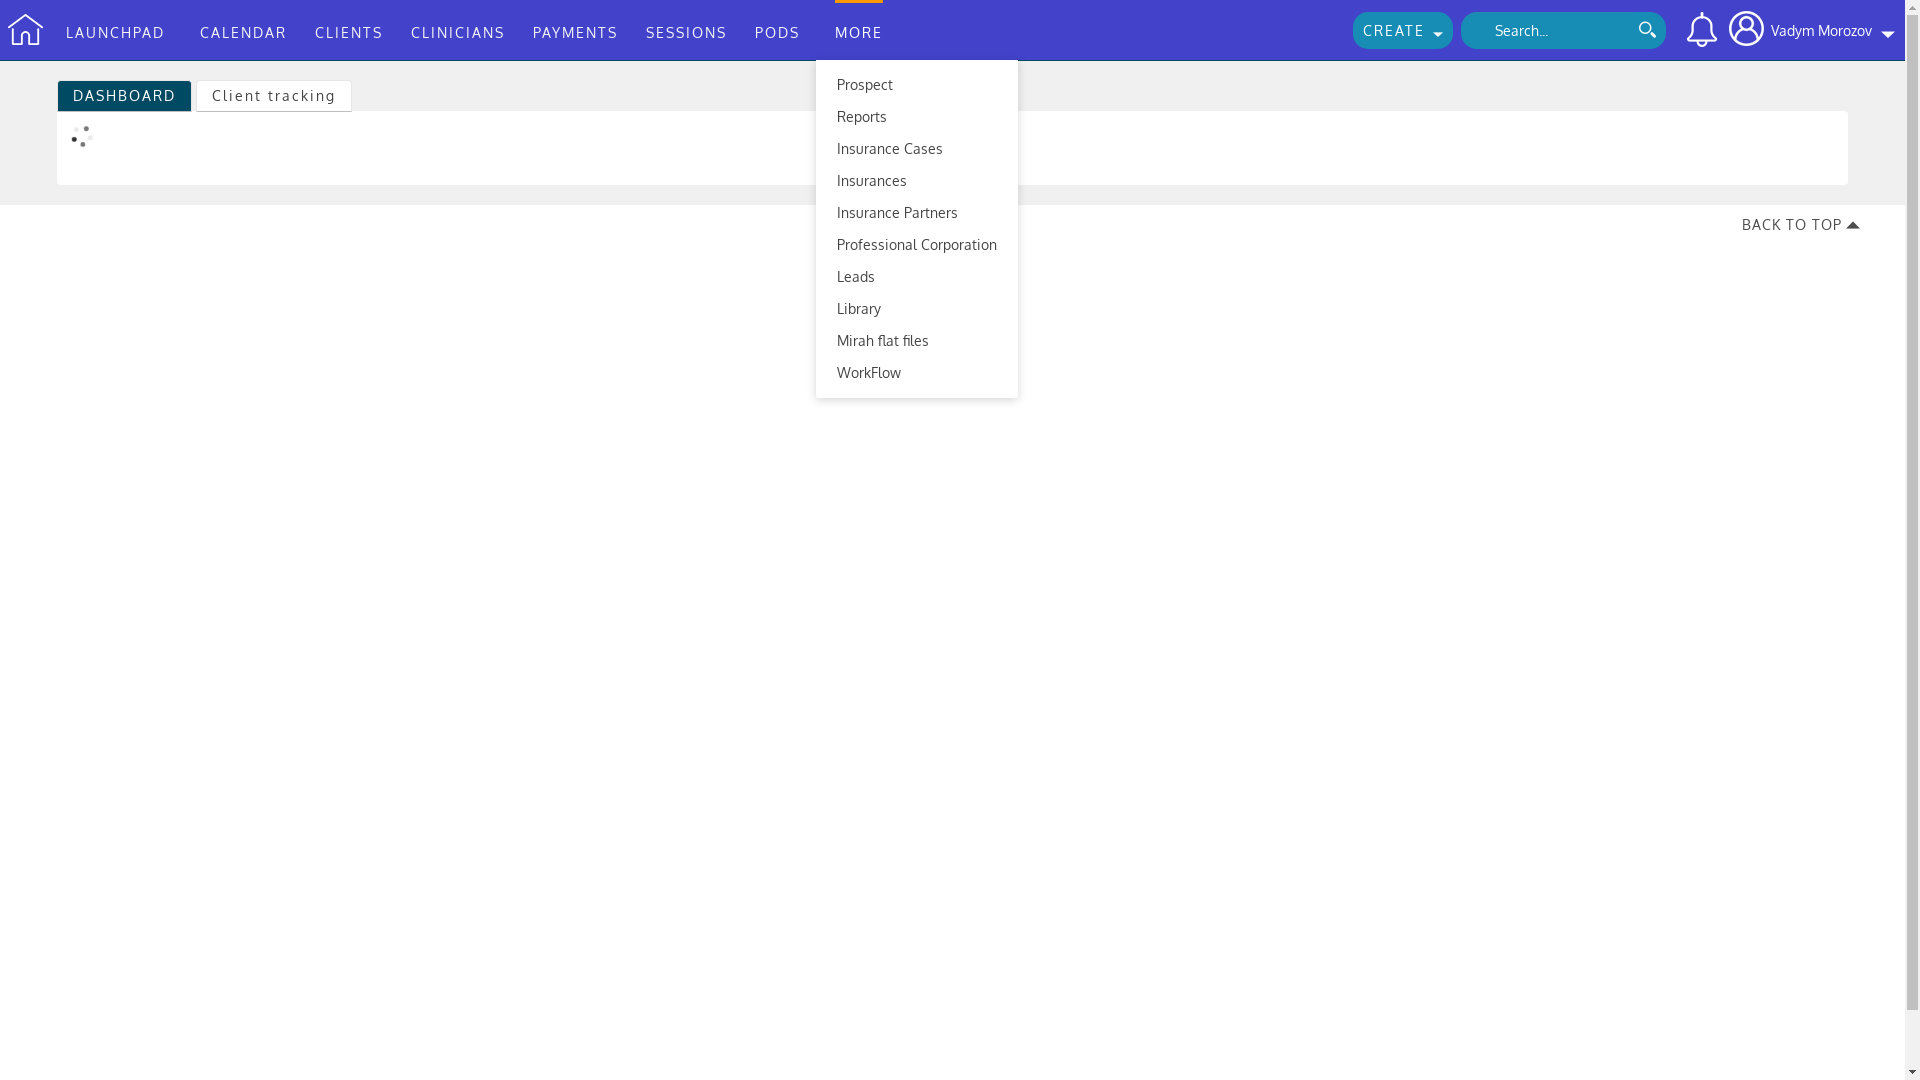 LAUNCHPAD CALENDAR CLIENTS CLINICIANS PAYMENTS SESSIONS PODS MORE CREATE Search... Vadym Morozov
DASHBOARD Client tracking
Prospect
Reports
Insurance Cases
Insurances
Insurance Partners
Professional Corporation
Leads
Library
Mirah flat files
WorkFlow
BACK TO TOP